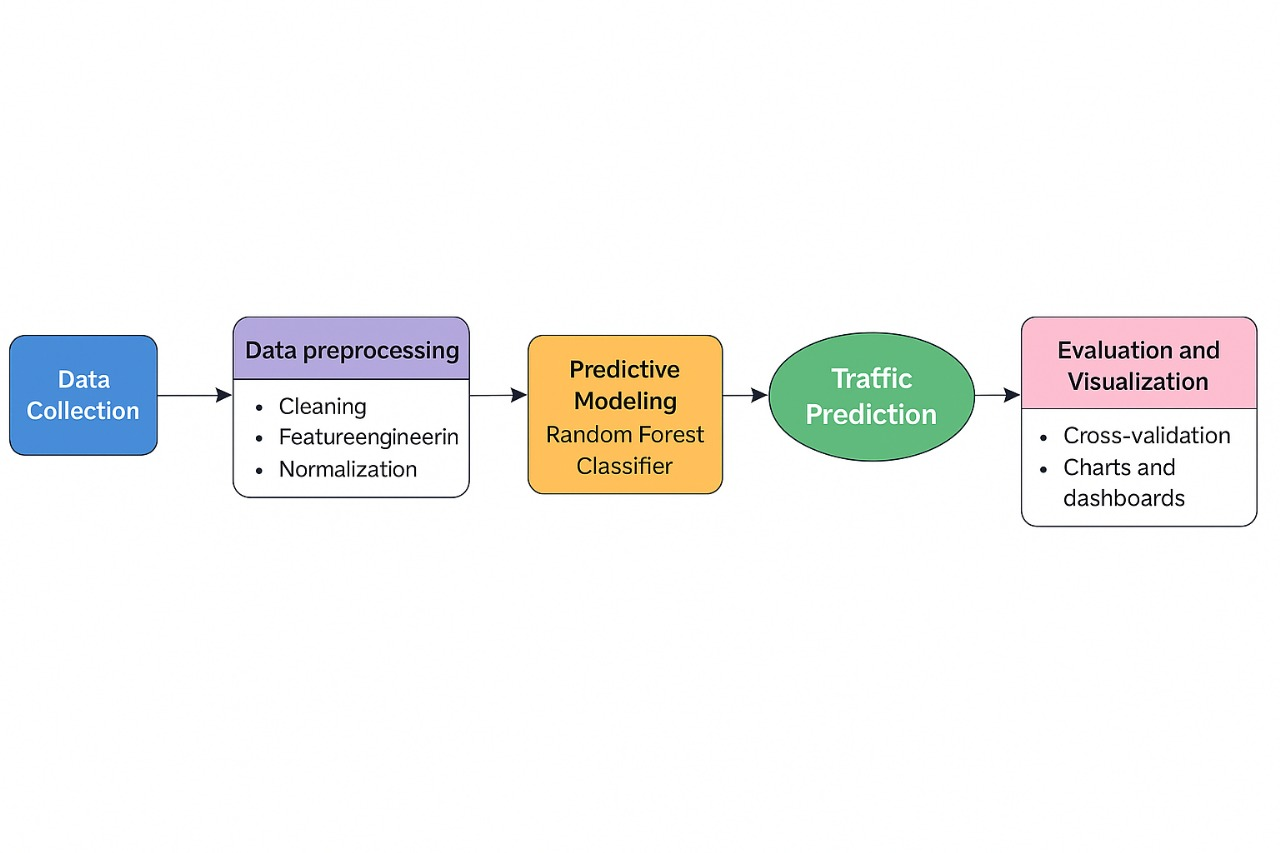 Data
Collection
Data preprocessing
• Cleaning
• Featureengineerin
• Normalization
Predictive
Modeling
Random Forest
Classifier
Traffic
Prediction
Evaluation and
Visualization
• Cross-validation
• Charts and
dashboards